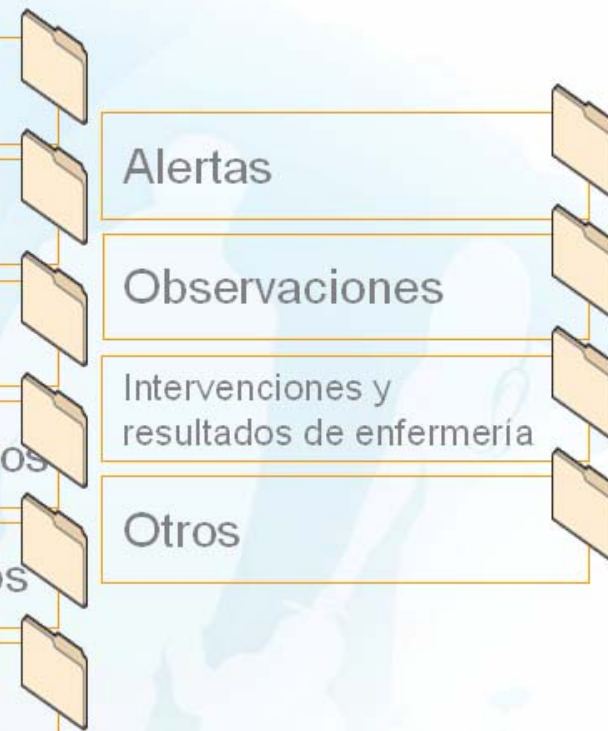 Alertas
Observaciones
Intervenciones y
resultados de enfermería
Otros